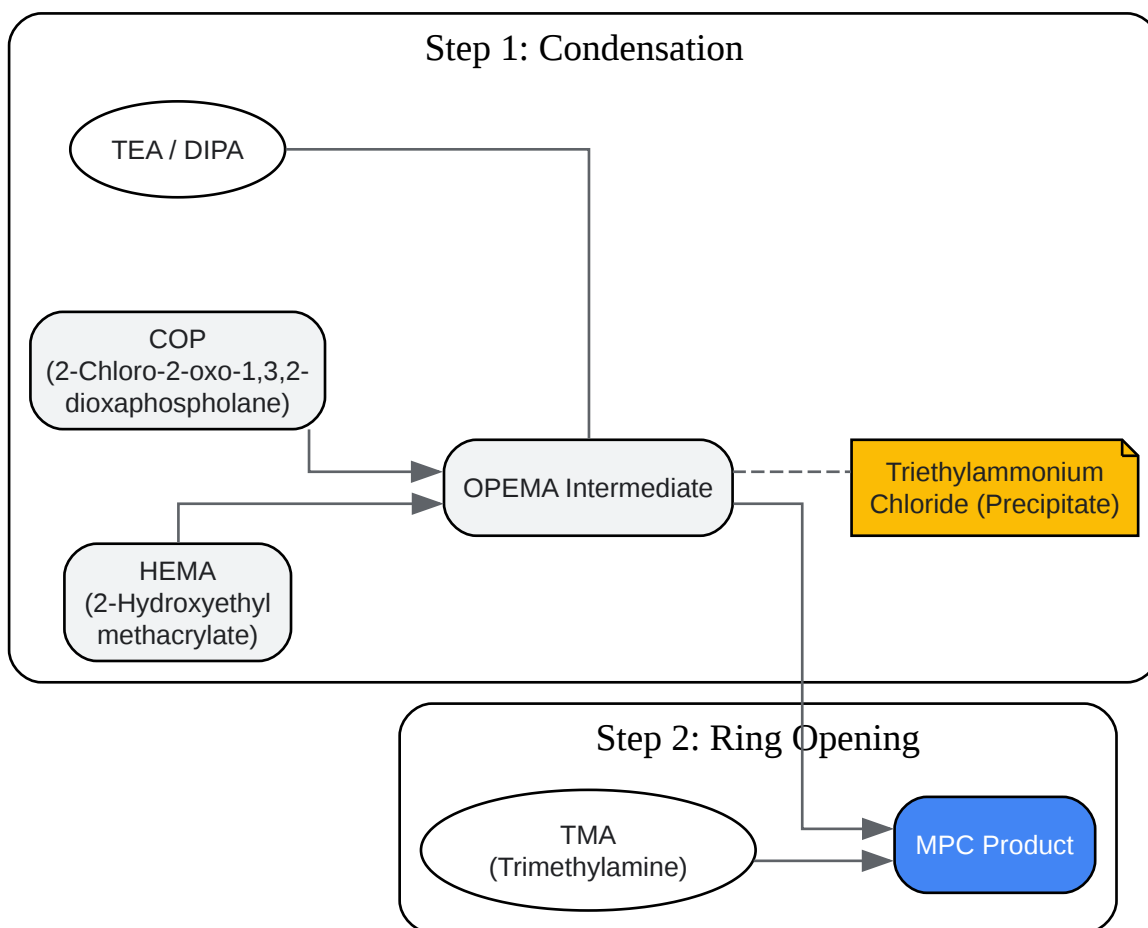 Step 1: Condensation
TEA / DIPA
COP
(2-Chloro-2-oxo-1,3,2-
dioxaphospholane)
OPEMA Intermediate
Triethylammonium
Chloride (Precipitate)
HEMA
(2-Hydroxyethyl
methacrylate)
Step 2: Ring Opening
TMA
(Trimethylamine)
MPC Product